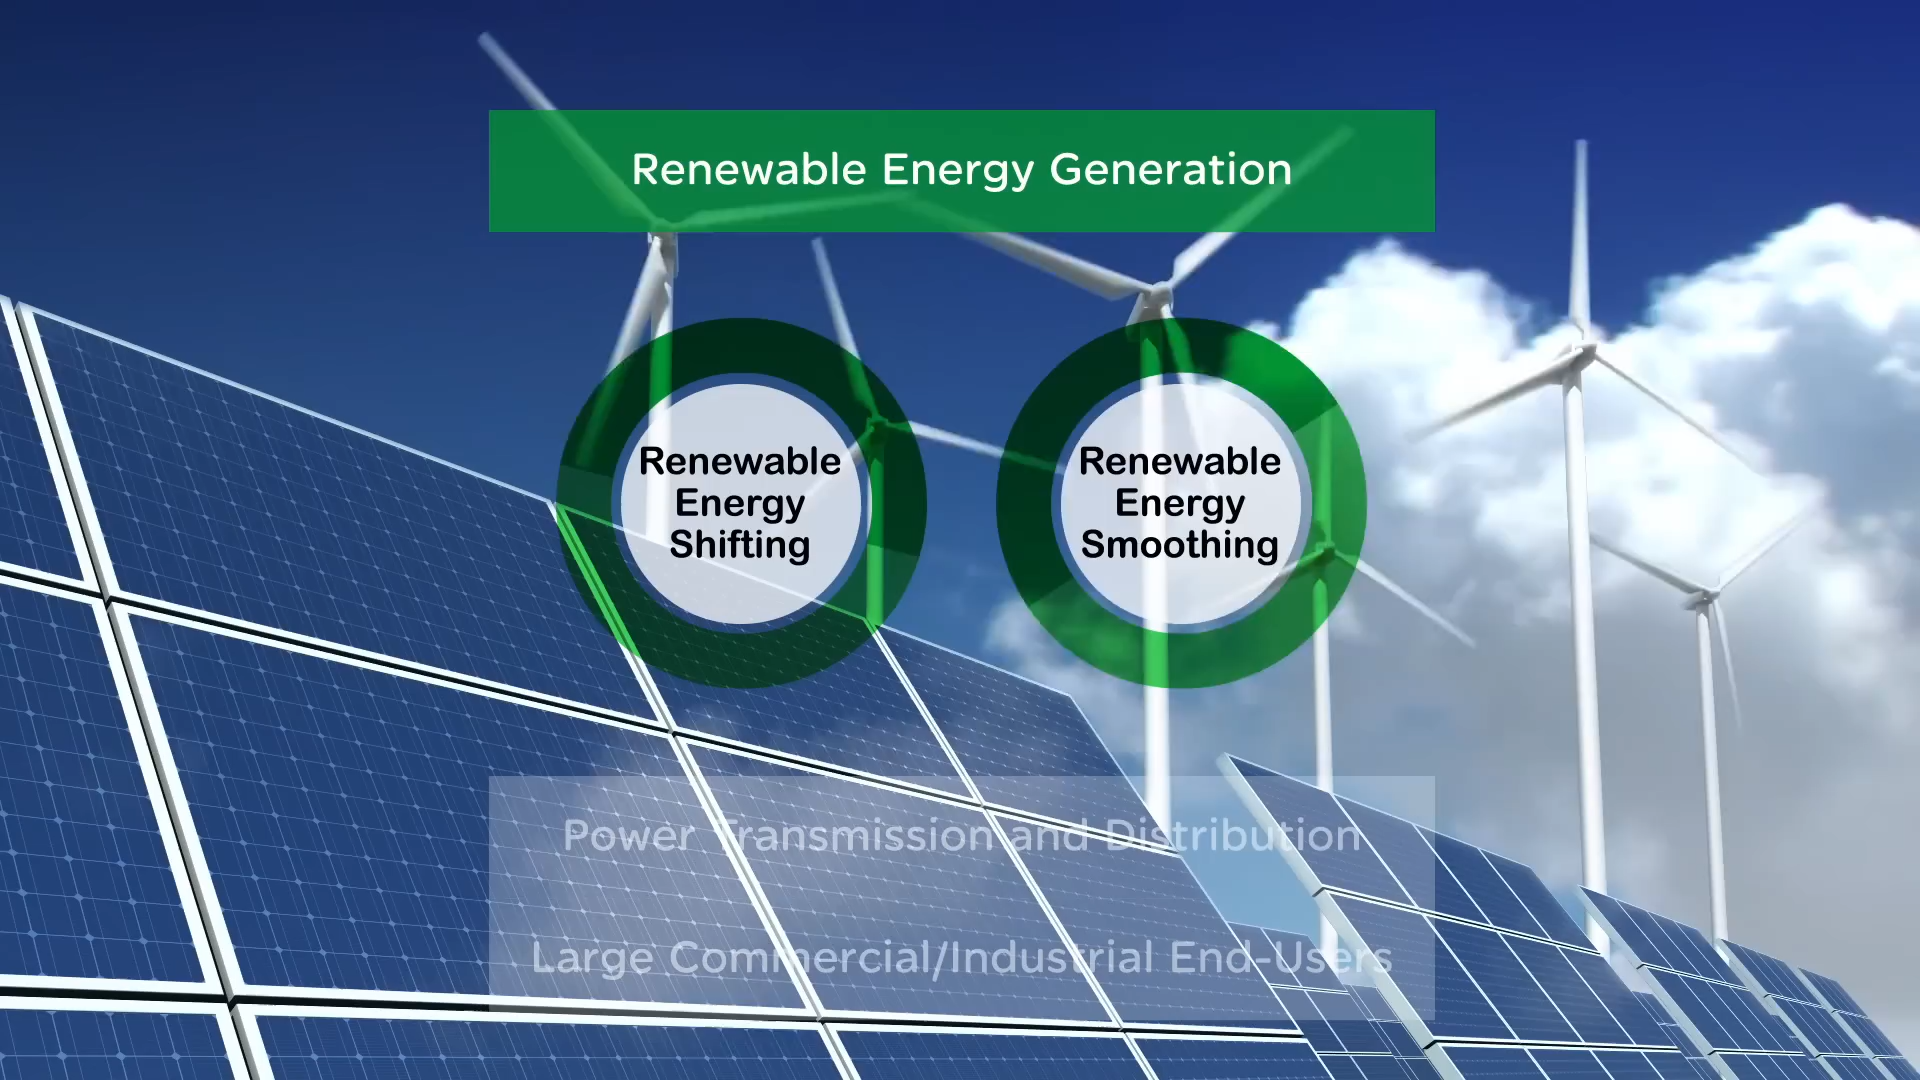 Renewable Energy Generation
Renewable
Energy
Shifting
Renewable
Energy
Smoothing
Power Transmission and Distribution
Large Commercial/Industrial End-Users